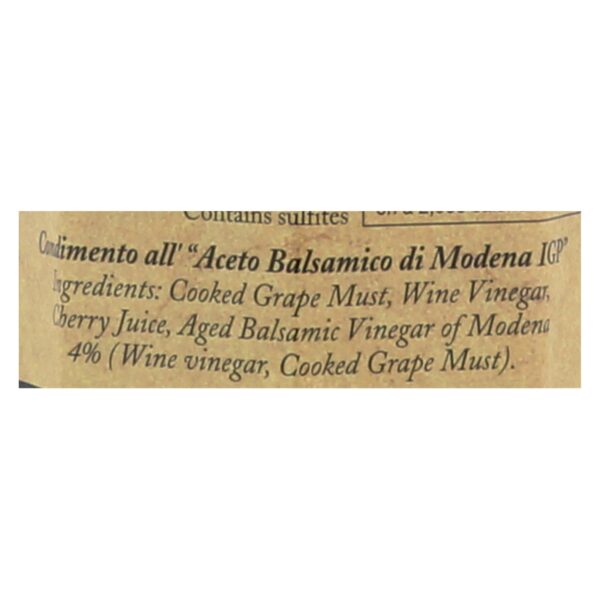 Contains sulfites
Condimento all' "Aceto Balsamico di Modena IGP"
Ingredients: Cooked Grape Must, Wine Vinegar,
Cherry Juice, Aged Balsamic Vinegar of Modena
4% (Wine vinegar, Cooked Grape Must).